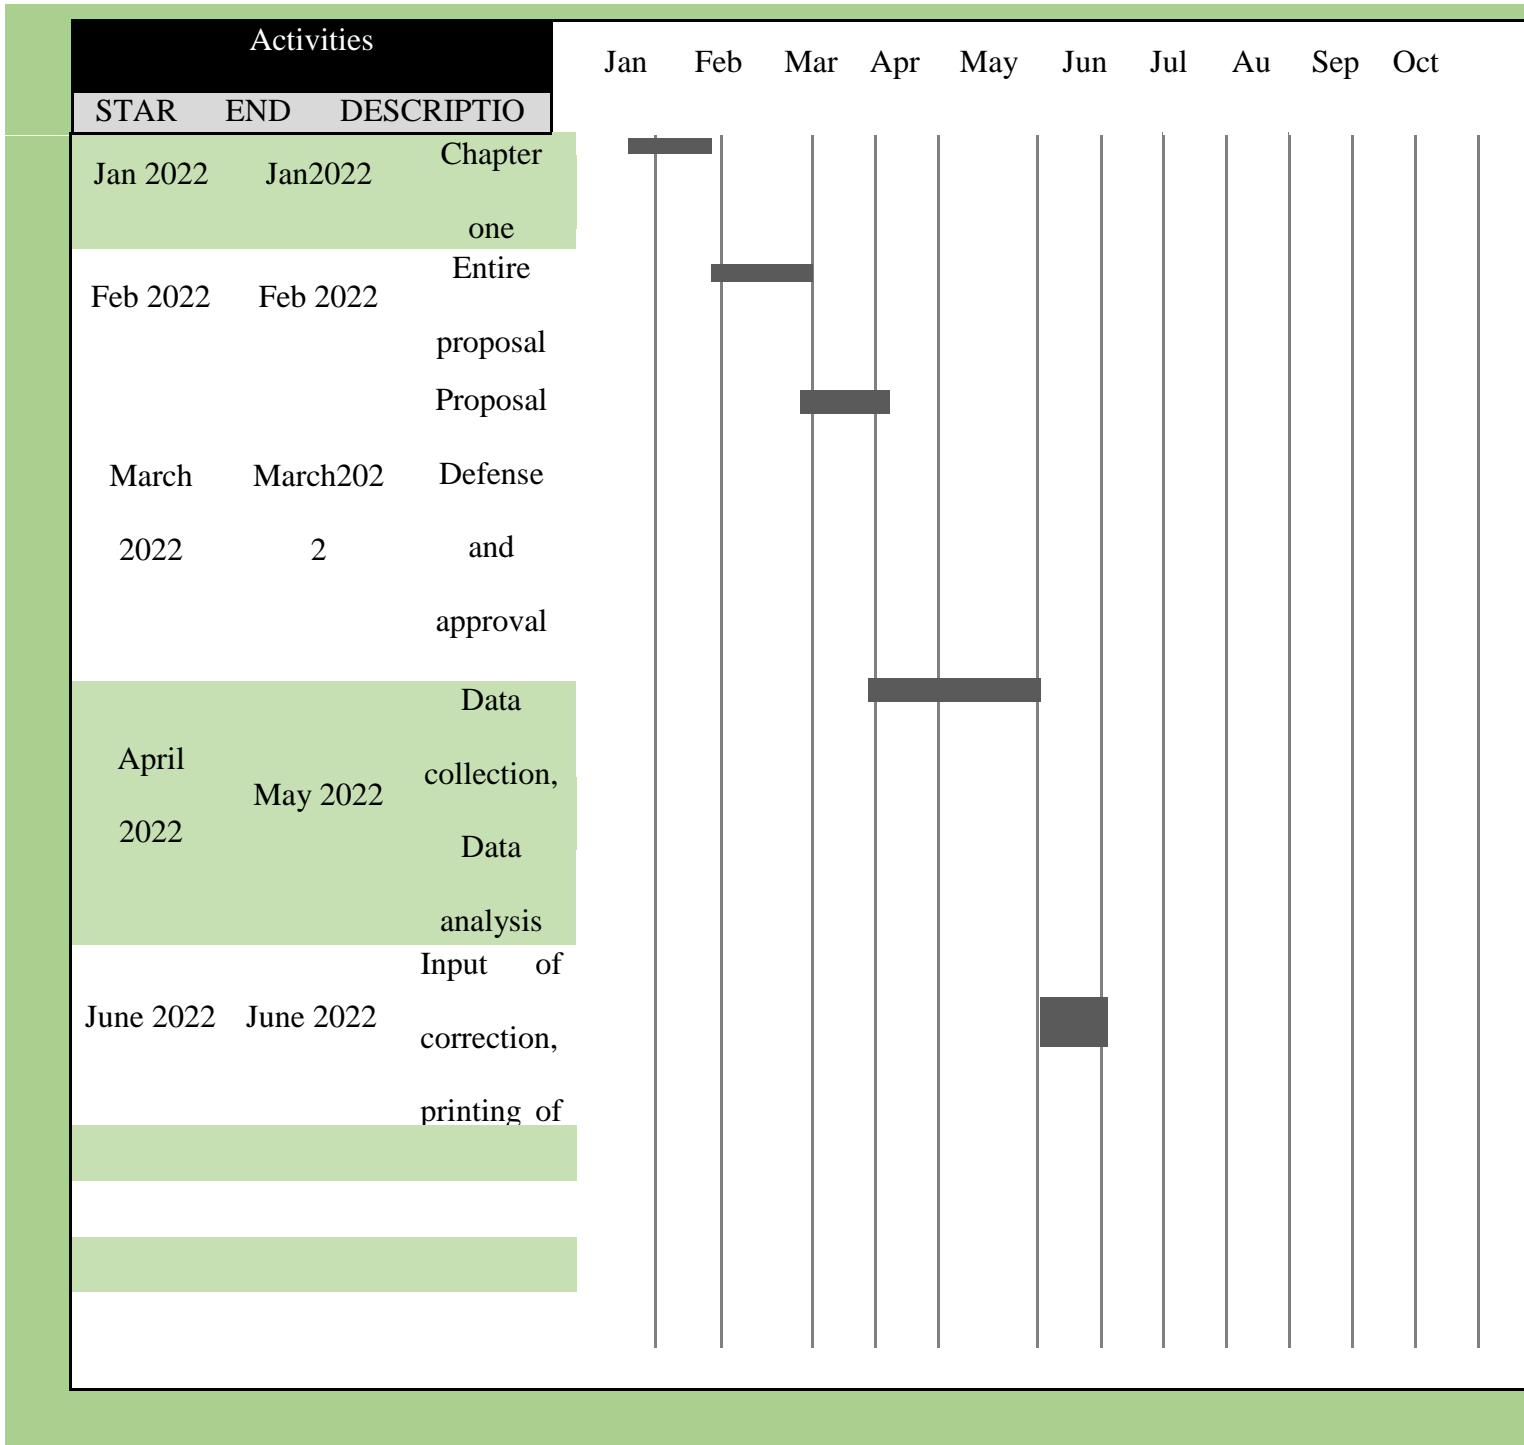 Activities
Jan Feb Mar Apr May Jun Jul Au Sep Oct
STAR END DESCRIPTIO
Jan 2022 Jan2022 Chapter
one
Feb 2022 Feb 2022 Entire
proposal
Proposal
March March202 Defense
2022 2 and
approval
Data
April
May 2022 collection,
2022 Data
analysis
Input of
June 2022 June 2022
correction,
printing of